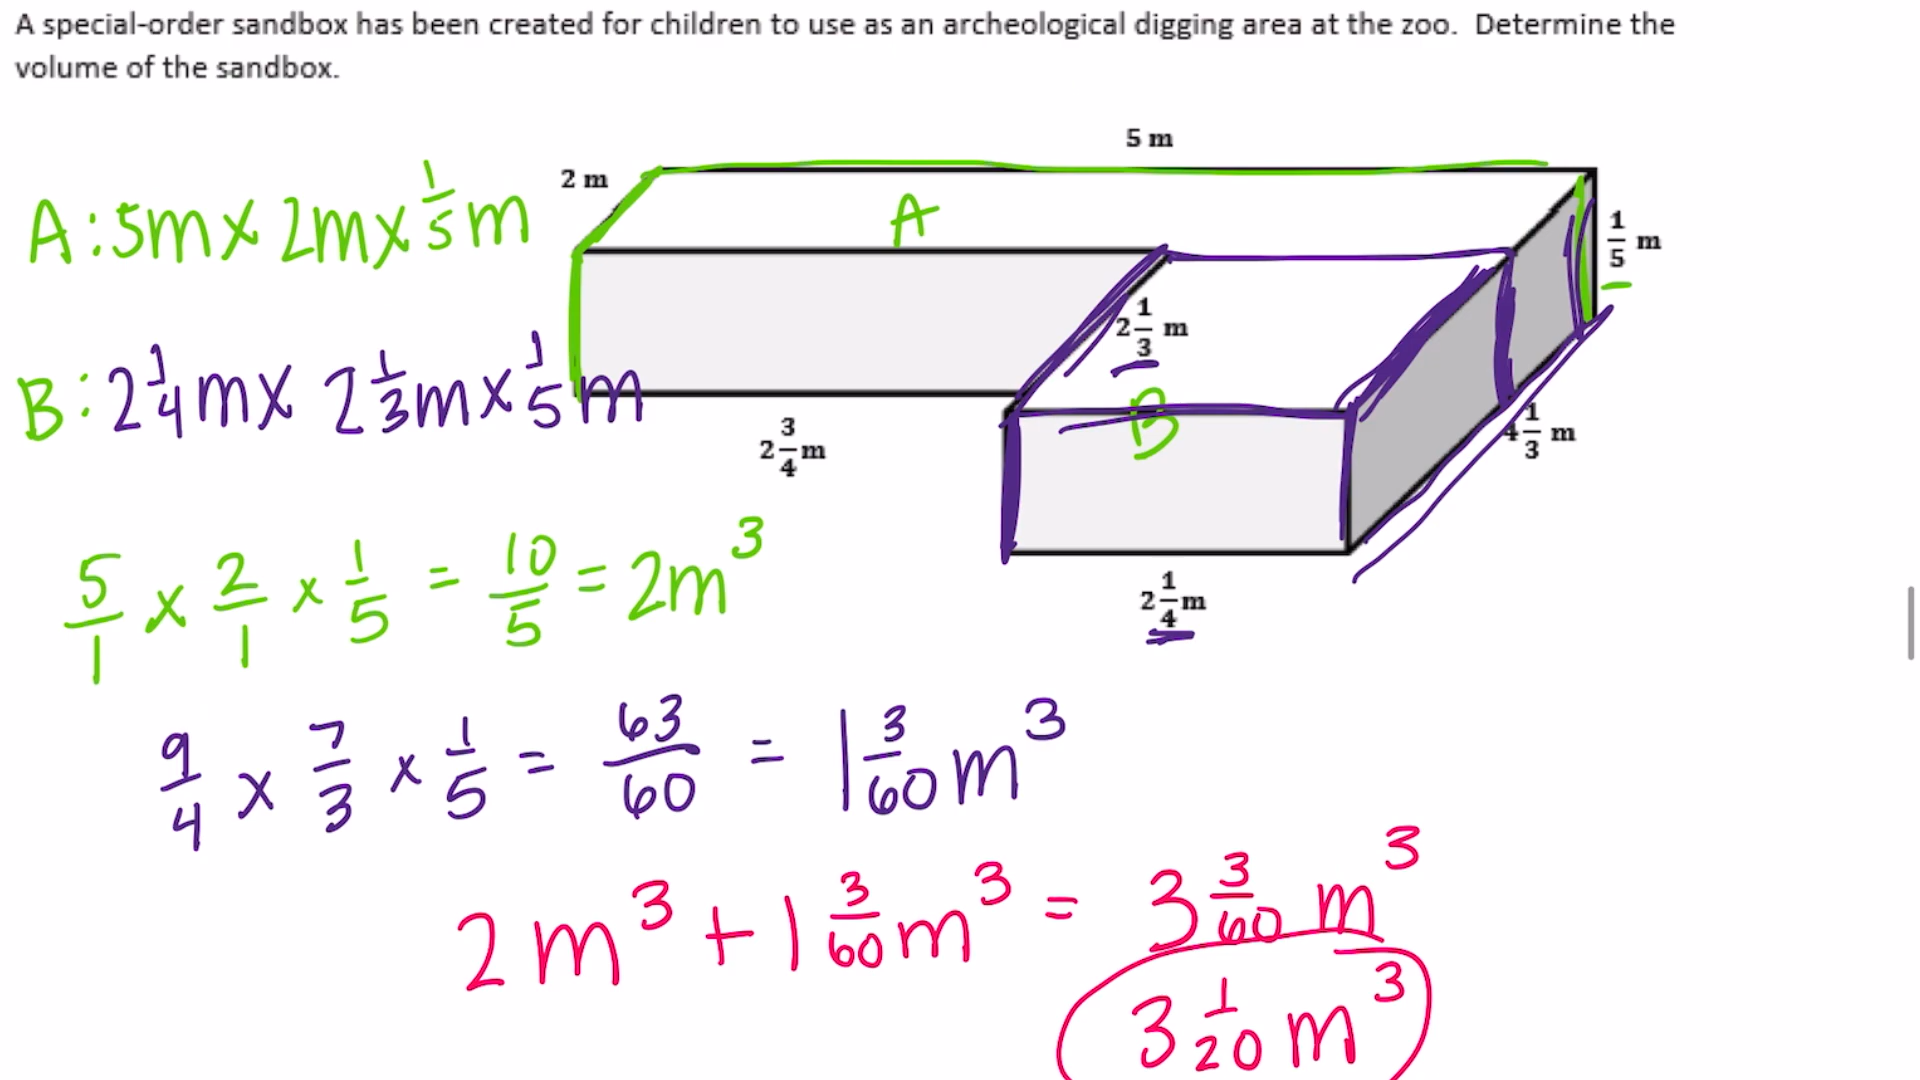 A special-order sandbox has been created for children to use as an archeological digging area at the zoo. Determine the
volume of the sandbox.
5 m
2 m
A
1/5 m
A: 5m x 2m x 1/5 m
2 1/3 m
B: 2 1/4 m x 2 1/3 m x 1/5 m
B
2 3/4 m
4 1/3 m
2 1/4 m
5/1 x 2/1 x 1/5 = 10/5 = 2m³
9/4 x 7/3 x 1/5 = 63/60 = 1 3/60 m³
2m³ + 1 3/60 m³ = 3 3/60 m³
3 1/20 m³